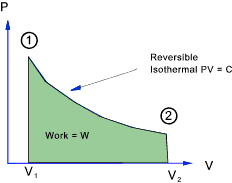 P
1
Reversible
Isothermal PV = C
2
Work = W
V1
V2
V